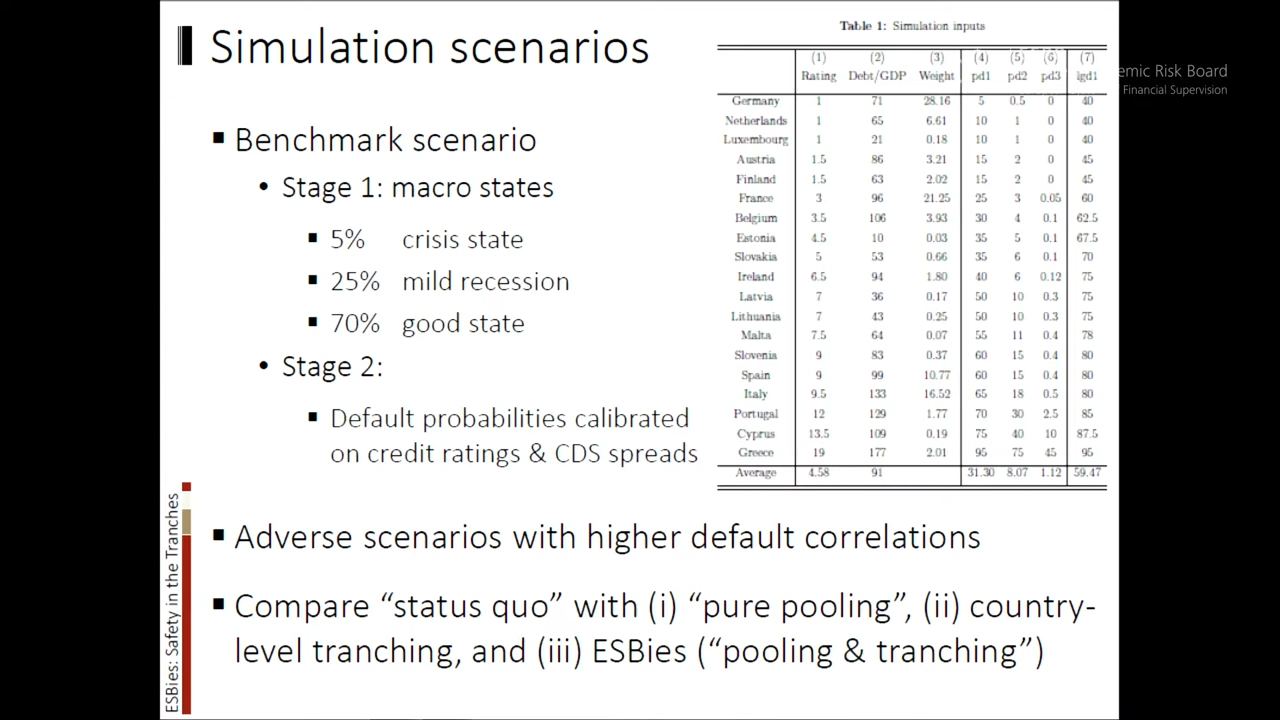 Simulation scenarios
▪ Benchmark scenario
• Stage 1: macro states
▪ 5% crisis state
▪ 25% mild recession
▪ 70% good state
• Stage 2:
▪ Default probabilities calibrated
on credit ratings & CDS spreads
▪ Adverse scenarios with higher default correlations
▪ Compare “status quo” with (i) “pure pooling”, (ii) country-
level tranching, and (iii) ESBies (“pooling & tranching”)
Table 1: Simulation inputs
(1) (2) (3) (4) (5) (6) (7)
Rating Debt/GDP Weight pd1 pd2 pd3 lgd1
Germany 1 71 28.16 5 0.5 0 40
Netherlands 1 65 6.61 10 1 0 40
Luxembourg 1 21 0.18 10 1 0 40
Austria 1.5 86 3.21 15 2 0 45
Finland 1.5 63 2.02 15 2 0 45
France 3 96 21.25 25 3 0.05 60
Belgium 3.5 106 3.93 30 4 0.1 62.5
Estonia 4.5 10 0.03 35 5 0.1 67.5
Slovakia 5 53 0.66 35 6 0.1 70
Ireland 6.5 94 1.80 40 6 0.12 75
Latvia 7 36 0.17 50 10 0.3 75
Lithuania 7 43 0.25 50 10 0.3 75
Malta 7.5 64 0.07 55 11 0.4 78
Slovenia 9 83 0.37 60 15 0.4 80
Spain 9 99 10.77 60 15 0.4 80
Italy 9.5 133 16.52 65 18 0.5 80
Portugal 12 129 1.77 70 30 2.5 85
Cyprus 13.5 109 0.19 75 40 10 87.5
Greece 19 177 2.01 95 75 45 95
Average 4.58 91 31.30 8.07 1.12 59.47
emic Risk Board
Financial Supervision
ESBies: Safety in the Tranches